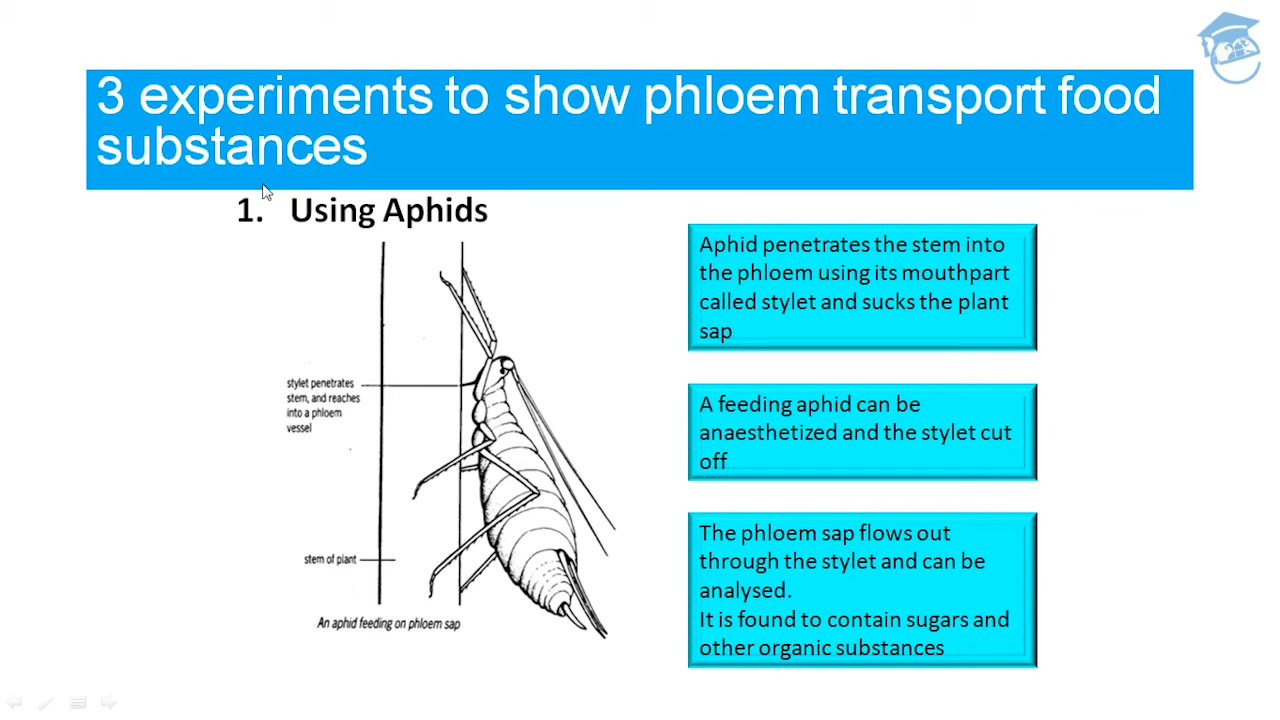 3 experiments to show phloem transport food
substances
1. Using Aphids
Aphid penetrates the stem into
the phloem using its mouthpart
called stylet and sucks the plant
sap
A feeding aphid can be
anaesthetized and the stylet cut
off
The phloem sap flows out
through the stylet and can be
analysed.
It is found to contain sugars and
other organic substances
stylet penetrates
stem, and reaches
into a phloem
vessel
stem of plant
An aphid feeding on phloem sap